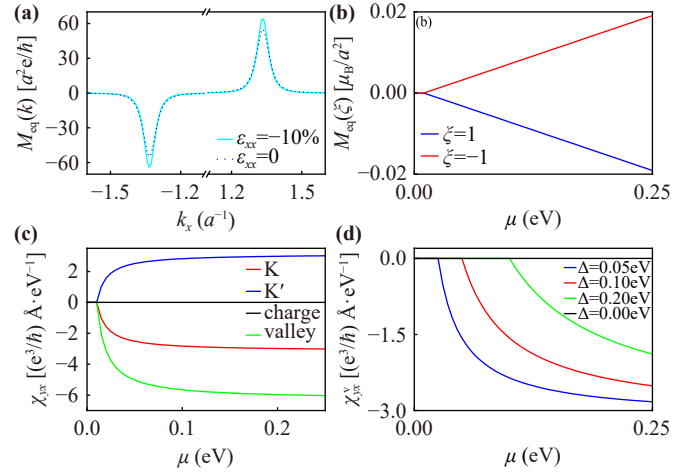 (a)
M_eq(k) [a²e/ħ]
60
30
0
−30
−60
ε_xx=−10%
ε_xx=0
−1.5
−1.2
1.2
1.5
k_x (a⁻¹)
(b)
(b)
M_eq(ξ) [μ_B/a²]
0.02
0.00
−0.02
ξ=1
ξ=−1
0.00
0.25
μ (eV)
(c)
χ_yx [(e³/ħ) Å·eV⁻¹]
2
0
−2
−4
−6
K
K′
charge
valley
0.0
0.1
0.2
μ (eV)
(d)
χ^v_yx [(e³/ħ) Å·eV⁻¹]
0.0
−1.5
−3.0
Δ=0.05eV
Δ=0.10eV
Δ=0.20eV
Δ=0.00eV
0.00
0.25
μ (eV)